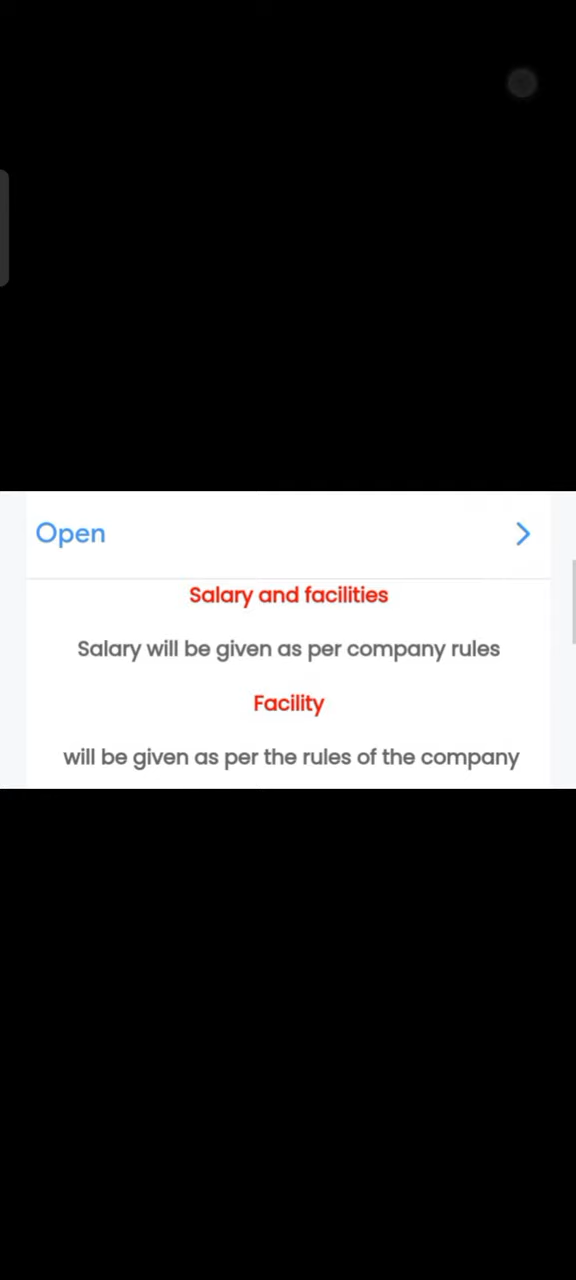 Open
Salary and facilities
Salary will be given as per company rules
Facility
will be given as per the rules of the company